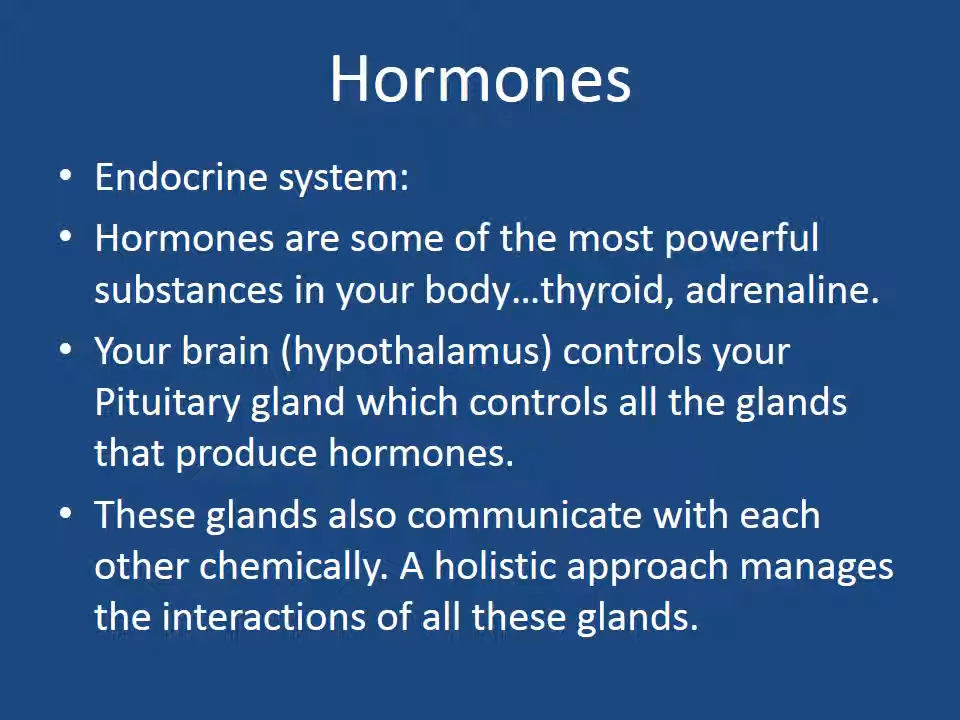 Hormones
• Endocrine system:
• Hormones are some of the most powerful
substances in your body…thyroid, adrenaline.
• Your brain (hypothalamus) controls your
Pituitary gland which controls all the glands
that produce hormones.
• These glands also communicate with each
other chemically. A holistic approach manages
the interactions of all these glands.